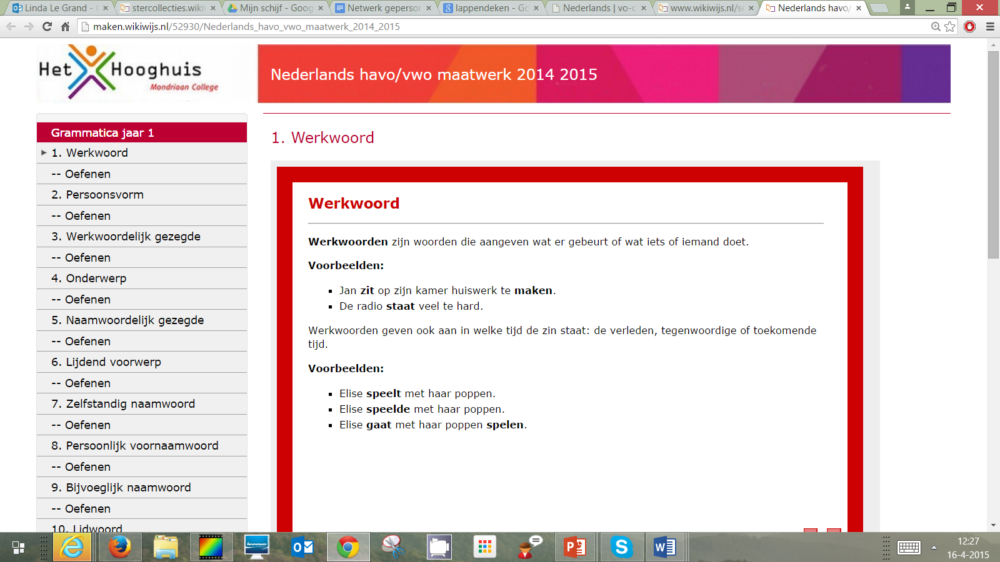 Linda Le Grand -
stercollecties.wiki
Mijn schijf - Goog
Netwerk geperson
lappendeken - Go
Nederlands | vo-c
www.wikiwijs.nl/se
Nederlands havo/
maken.wikiwijs.nl/52930/Nederlands_havo_vwo_maatwerk_2014_2015
Het Hooghuis
Mondriaan College
Nederlands havo/vwo maatwerk 2014 2015
Grammatica jaar 1
1. Werkwoord
-- Oefenen
2. Persoonsvorm
-- Oefenen
3. Werkwoordelijk gezegde
-- Oefenen
4. Onderwerp
-- Oefenen
5. Naamwoordelijk gezegde
-- Oefenen
6. Lijdend voorwerp
-- Oefenen
7. Zelfstandig naamwoord
-- Oefenen
8. Persoonlijk voornaamwoord
-- Oefenen
9. Bijvoeglijk naamwoord
-- Oefenen
10. Lidwoord
1. Werkwoord
Werkwoord
Werkwoorden zijn woorden die aangeven wat er gebeurt of wat iets of iemand doet.
Voorbeelden:
Jan zit op zijn kamer huiswerk te maken.
De radio staat veel te hard.
Werkwoorden geven ook aan in welke tijd de zin staat: de verleden, tegenwoordige of toekomende
tijd.
Voorbeelden:
Elise speelt met haar poppen.
Elise speelde met haar poppen.
Elise gaat met haar poppen spelen.
12:27
16-4-2015